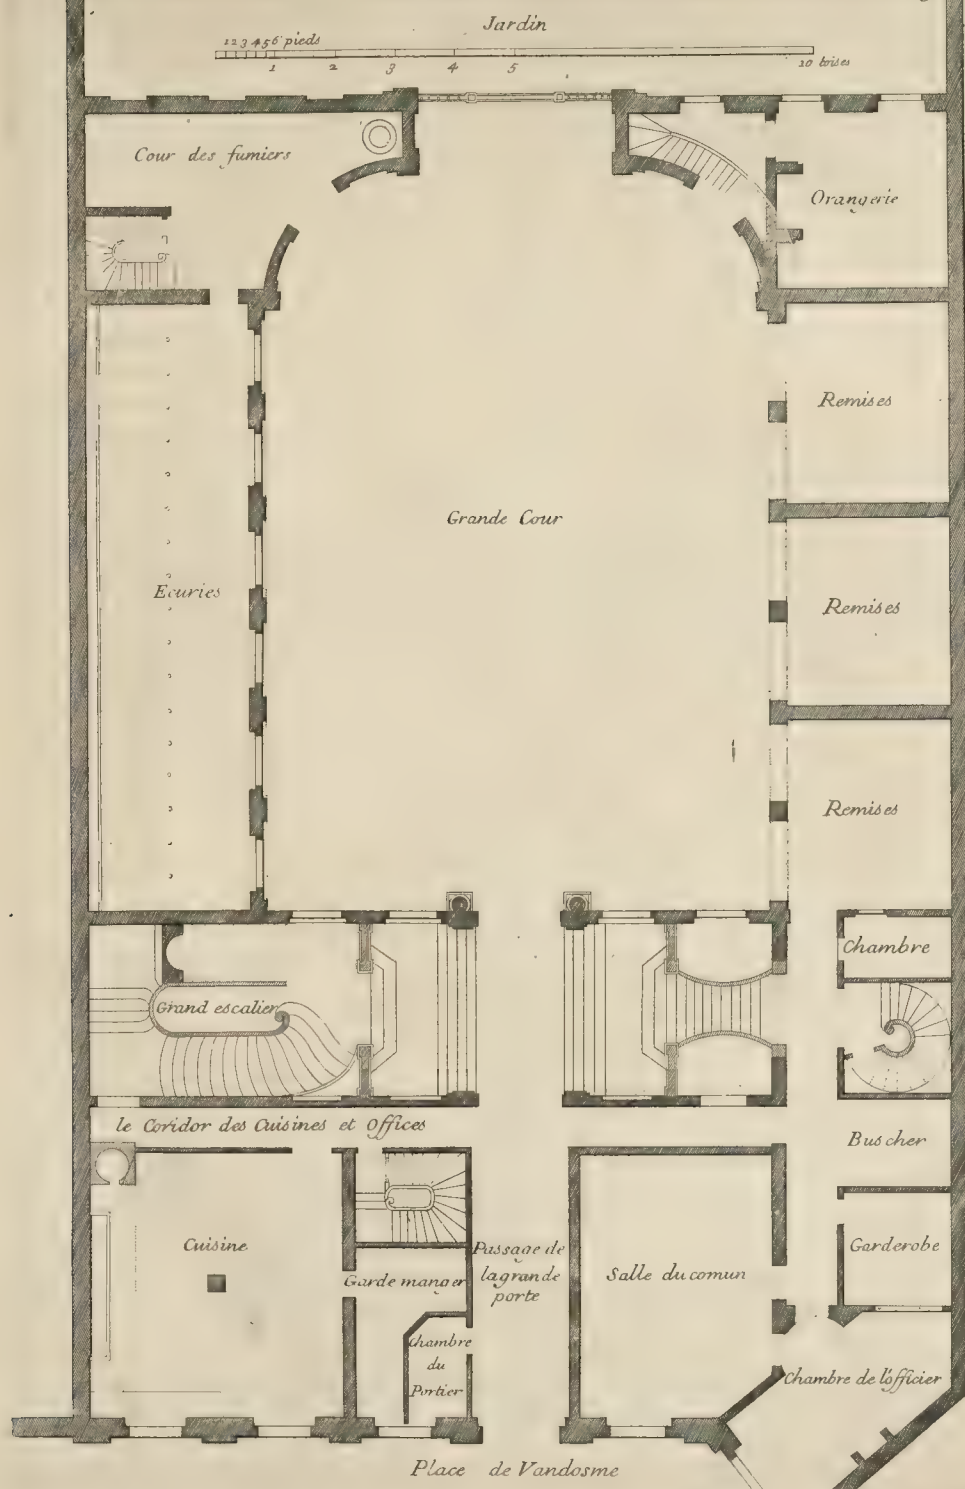 Jardin
1 2 3 4 5 6 pieds
1 2 3 4 5 10 toises
Cour des fumiers
Orangerie
Remises
Grande Cour
Ecuries
Remises
Remises
Chambre
Grand escalier
le Coridor des Cuisines et Offices
Buscher
Cuisine
Passage de
la grande
porte
Garderobe
Garde manger
Salle du comun
Chambre
du
Portier
Chambre de l'officier
Place de Vandosme